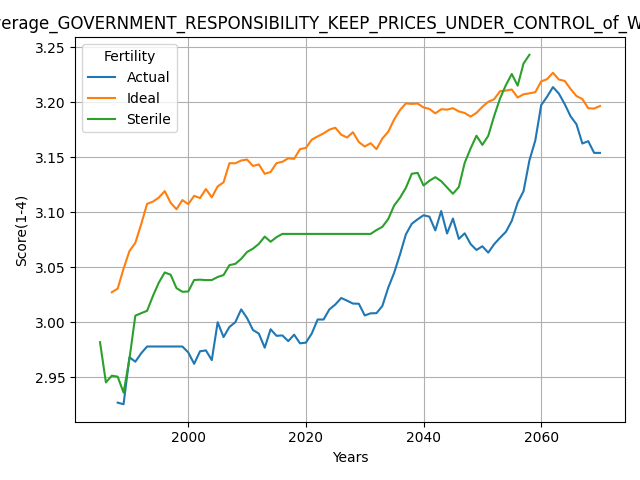 verage_GOVERNMENT_RESPONSIBILITY_KEEP_PRICES_UNDER_CONTROL_of_W
Fertility
Actual
Ideal
Sterile
3.25
3.20
3.15
3.10
3.05
3.00
2.95
Score(1-4)
2000
2020
2040
2060
Years